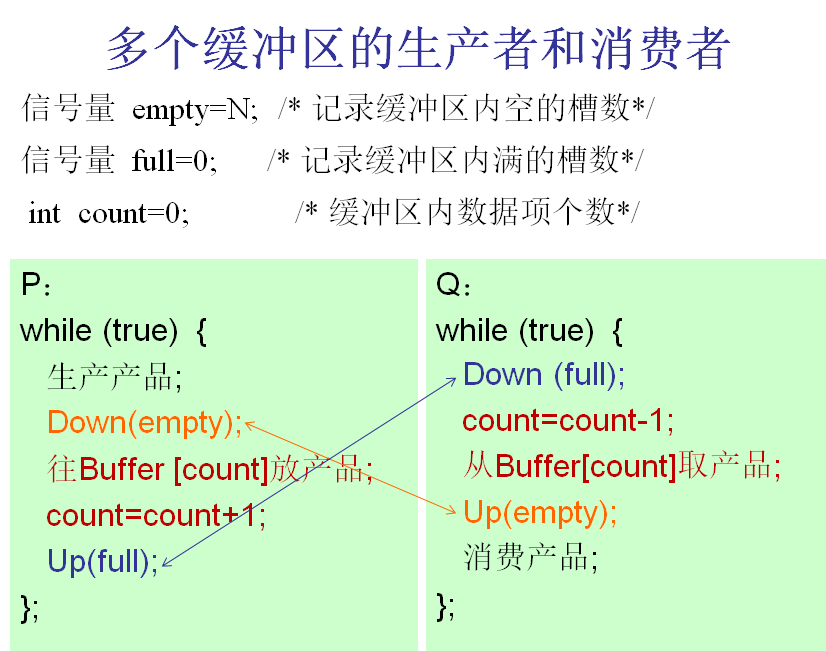 多个缓冲区的生产者和消费者
信号量 empty=N; /* 记录缓冲区内空的槽数*/
信号量 full=0; /* 记录缓冲区内满的槽数*/
int count=0; /* 缓冲区内数据项个数*/
P：
while (true) {
生产产品;
Down(empty);
往Buffer [count]放产品;
count=count+1;
Up(full);
};
Q：
while (true) {
Down (full);
count=count-1;
从Buffer[count]取产品;
Up(empty);
消费产品;
};